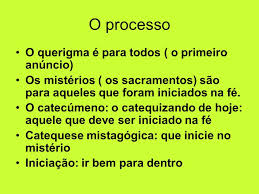 O processo
• O querigma é para todos ( o primeiro
anúncio)
• Os mistérios ( os sacramentos) são
para aqueles que foram iniciados na fé.
• O catecúmeno: o catequizando de hoje:
aquele que deve ser iniciado na fé
• Catequese mistagógica: que inicie no
mistério
• Iniciação: ir bem para dentro